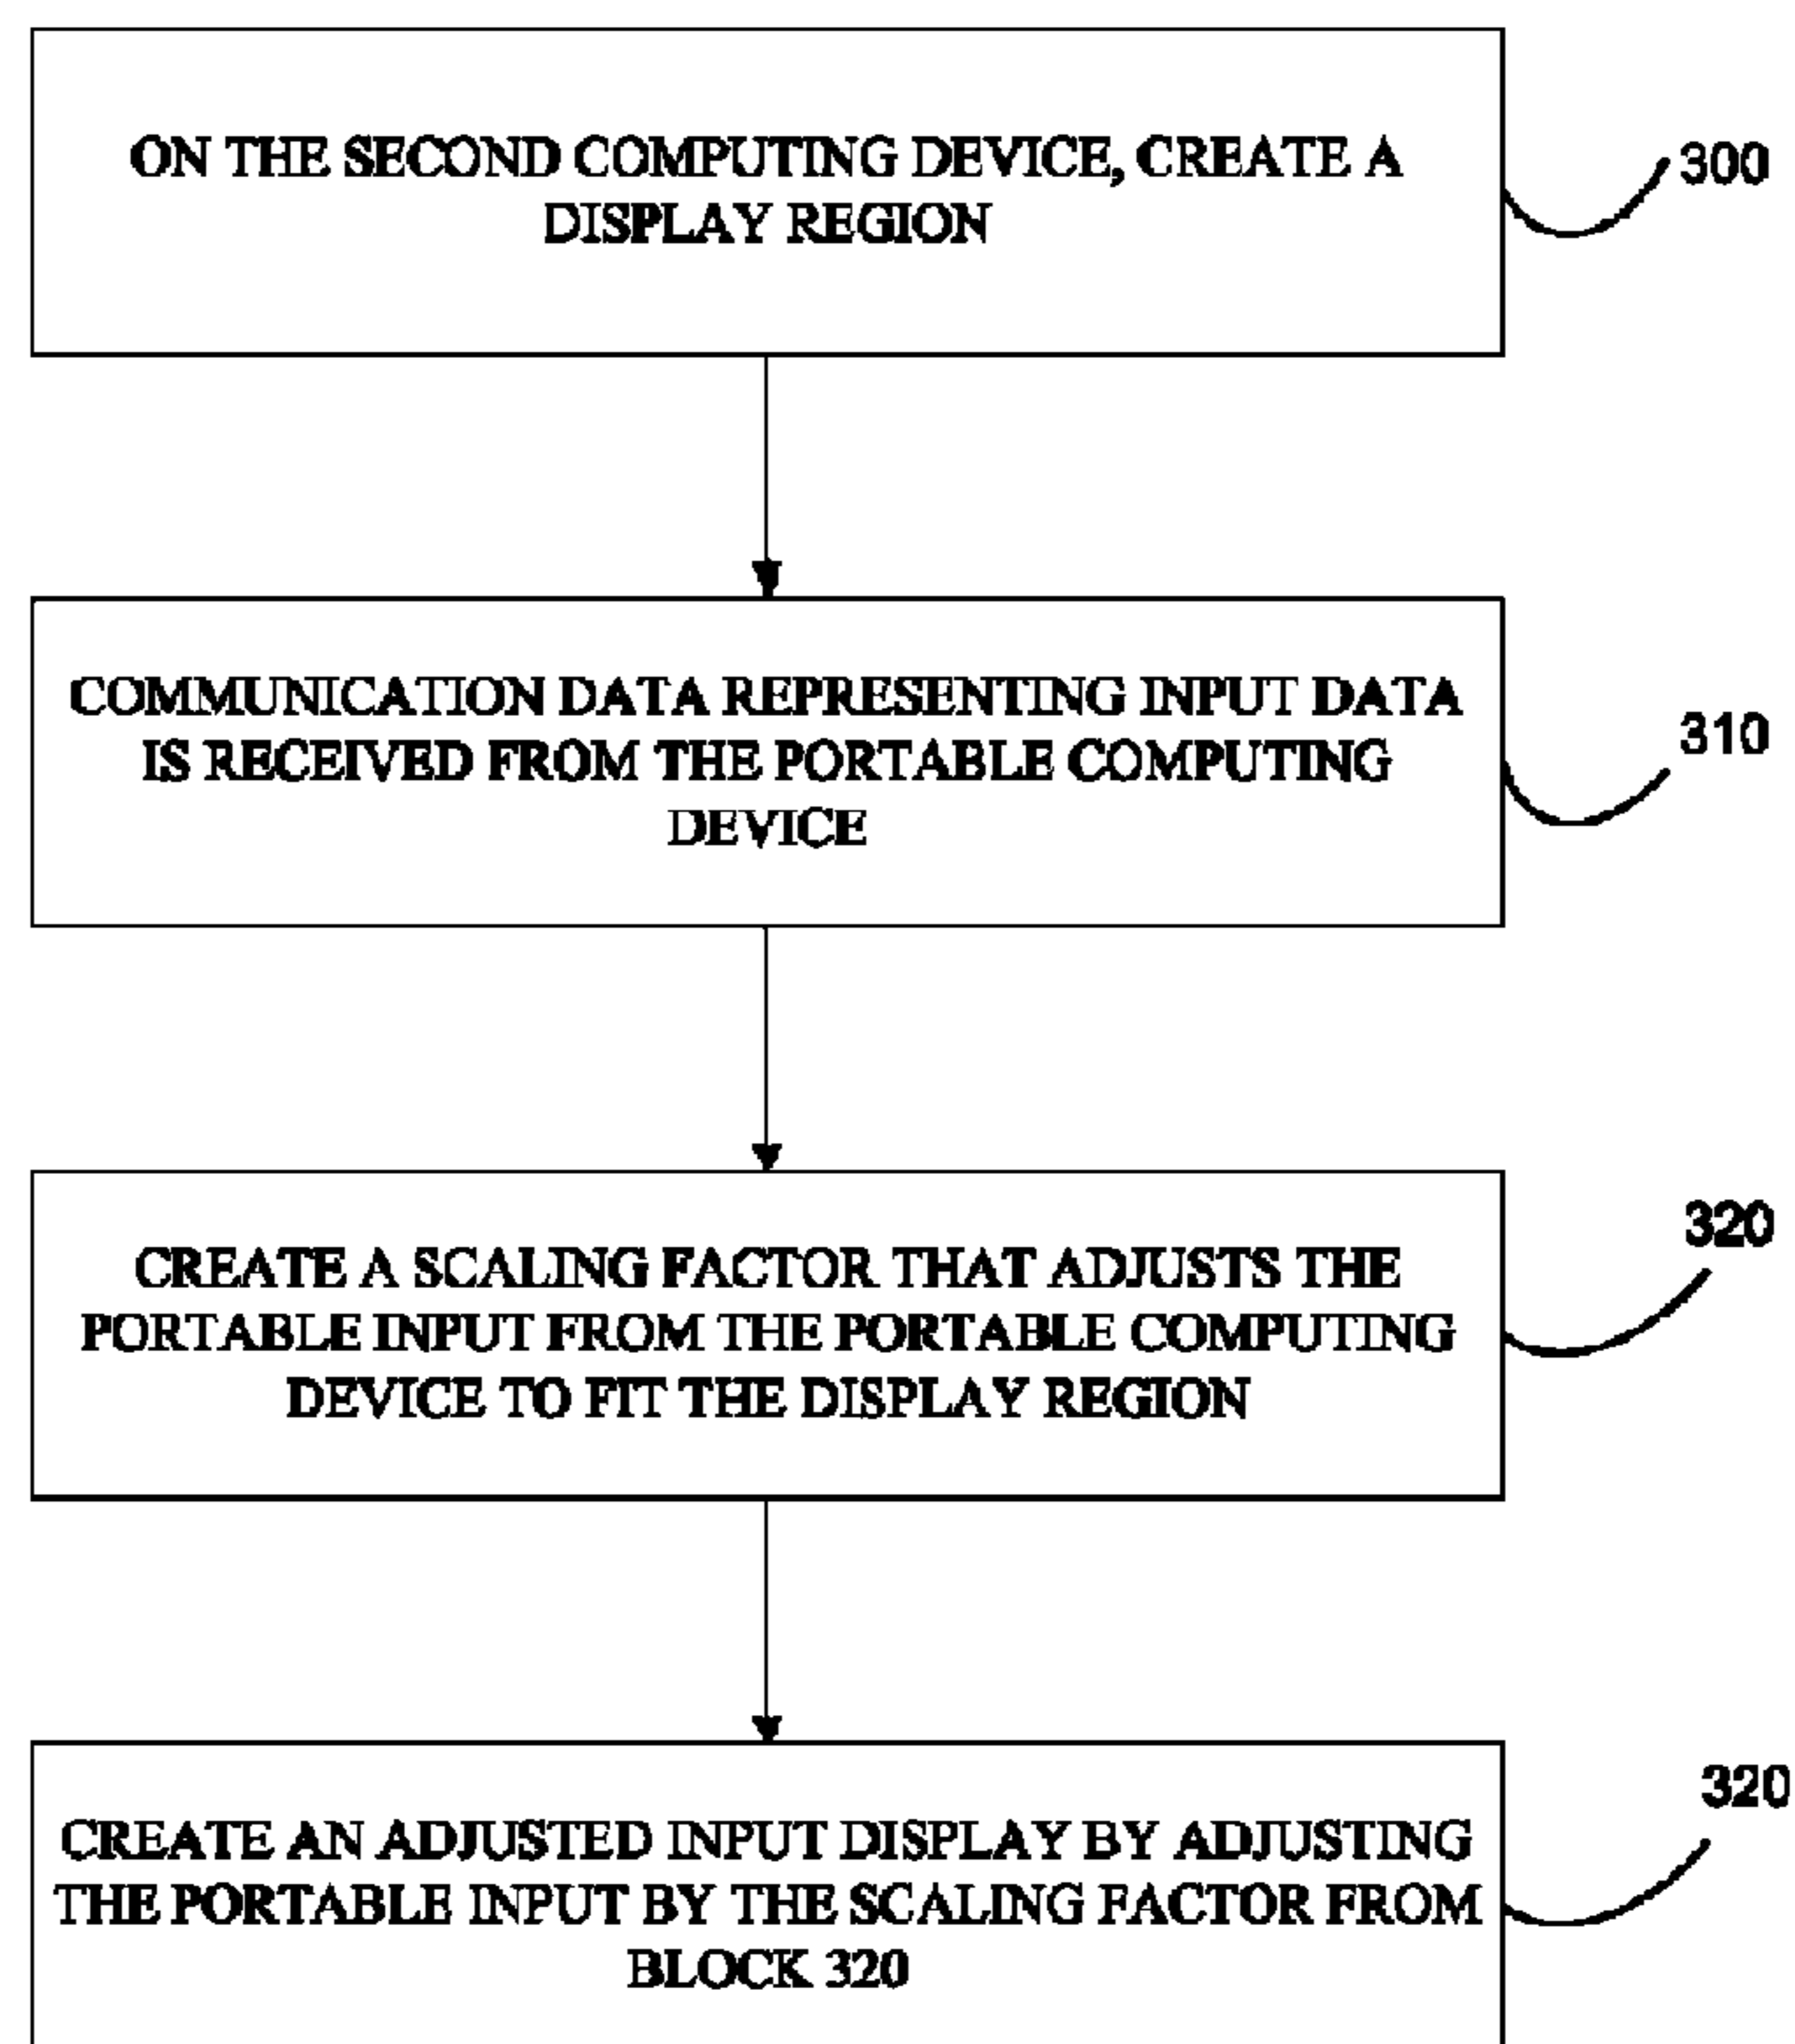 ON THE SECOND COMPUTING DEVICE, CREATE A
DISPLAY REGION
300
COMMUNICATION DATA REPRESENTING INPUT DATA
IS RECEIVED FROM THE PORTABLE COMPUTING
DEVICE
310
CREATE A SCALING FACTOR THAT ADJUSTS THE
PORTABLE INPUT FROM THE PORTABLE COMPUTING
DEVICE TO FIT THE DISPLAY REGION
320
CREATE AN ADJUSTED INPUT DISPLAY BY ADJUSTING
THE PORTABLE INPUT BY THE SCALING FACTOR FROM
BLOCK 320
320